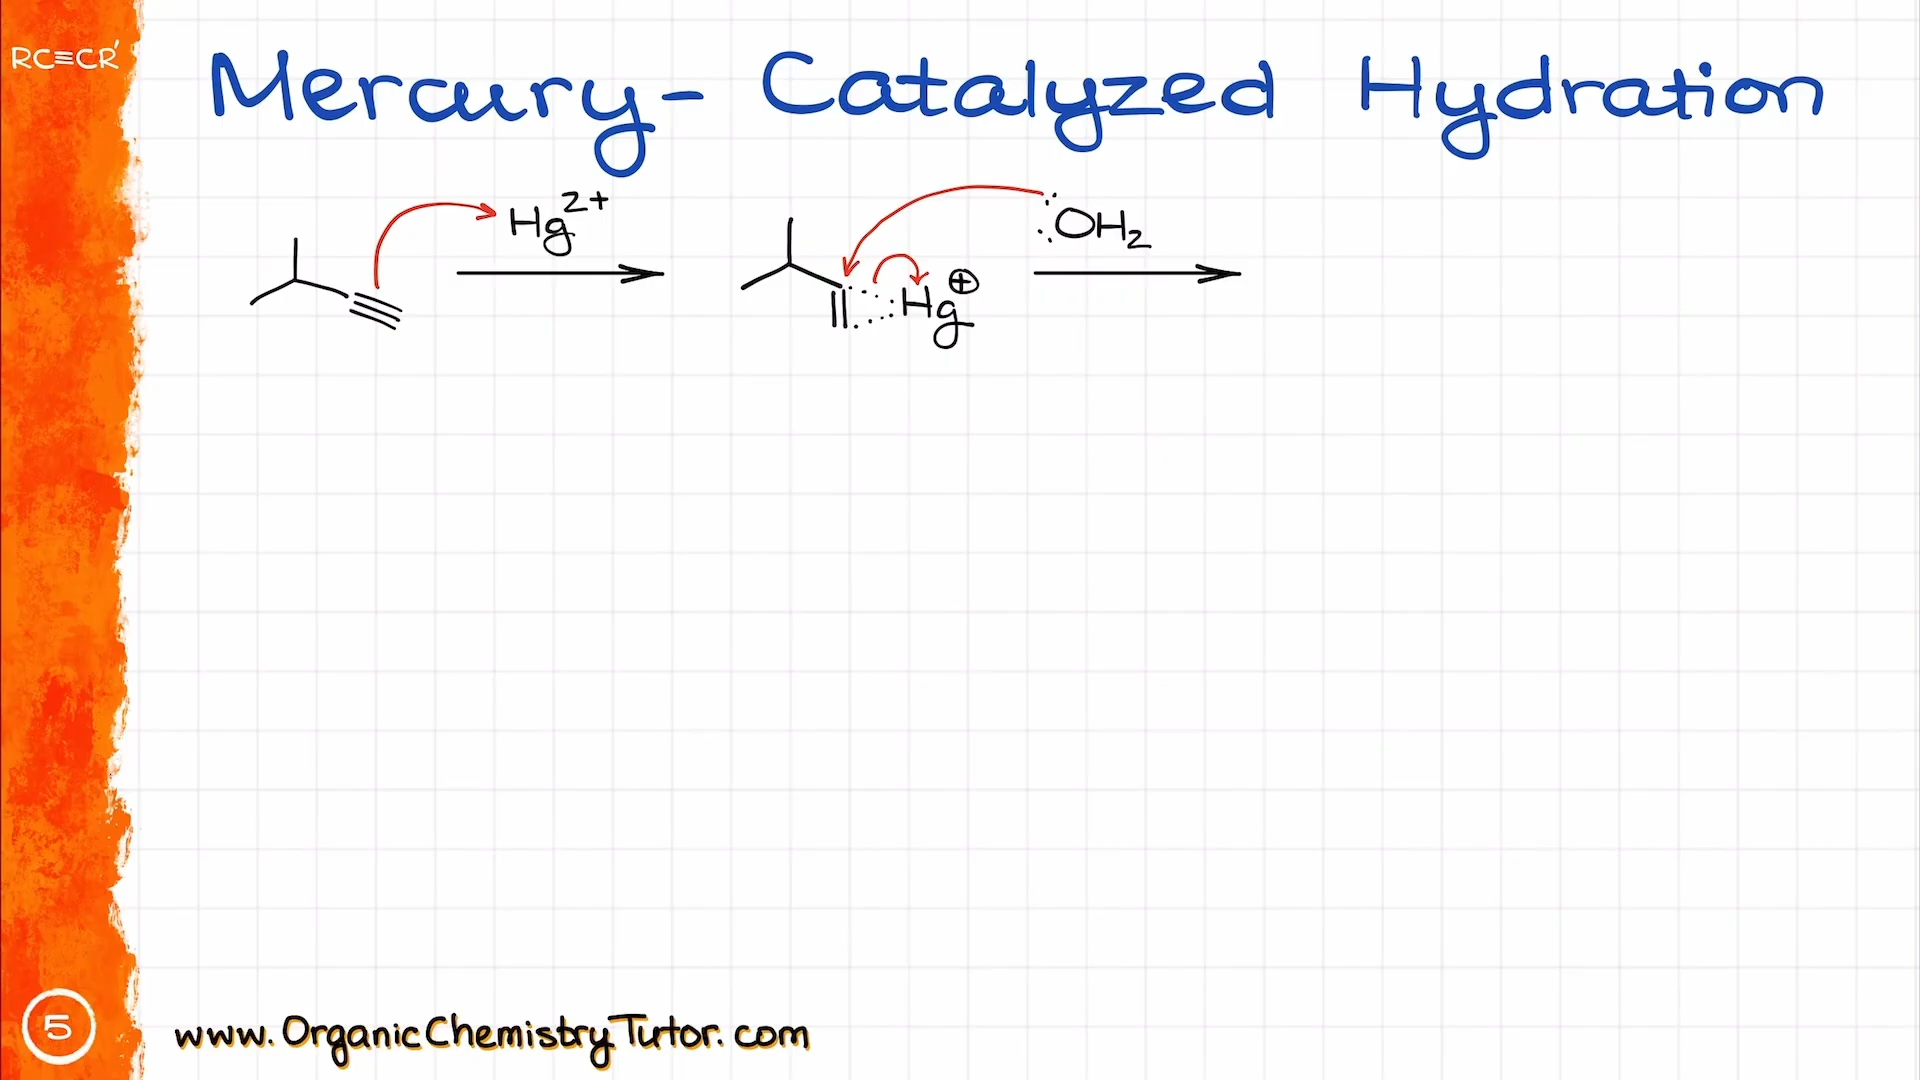 RC≡CR'
Mercury- Catalyzed Hydration
Hg²⁺
:OH₂
Hg⊕
5
www.OrganicChemistryTutor.com